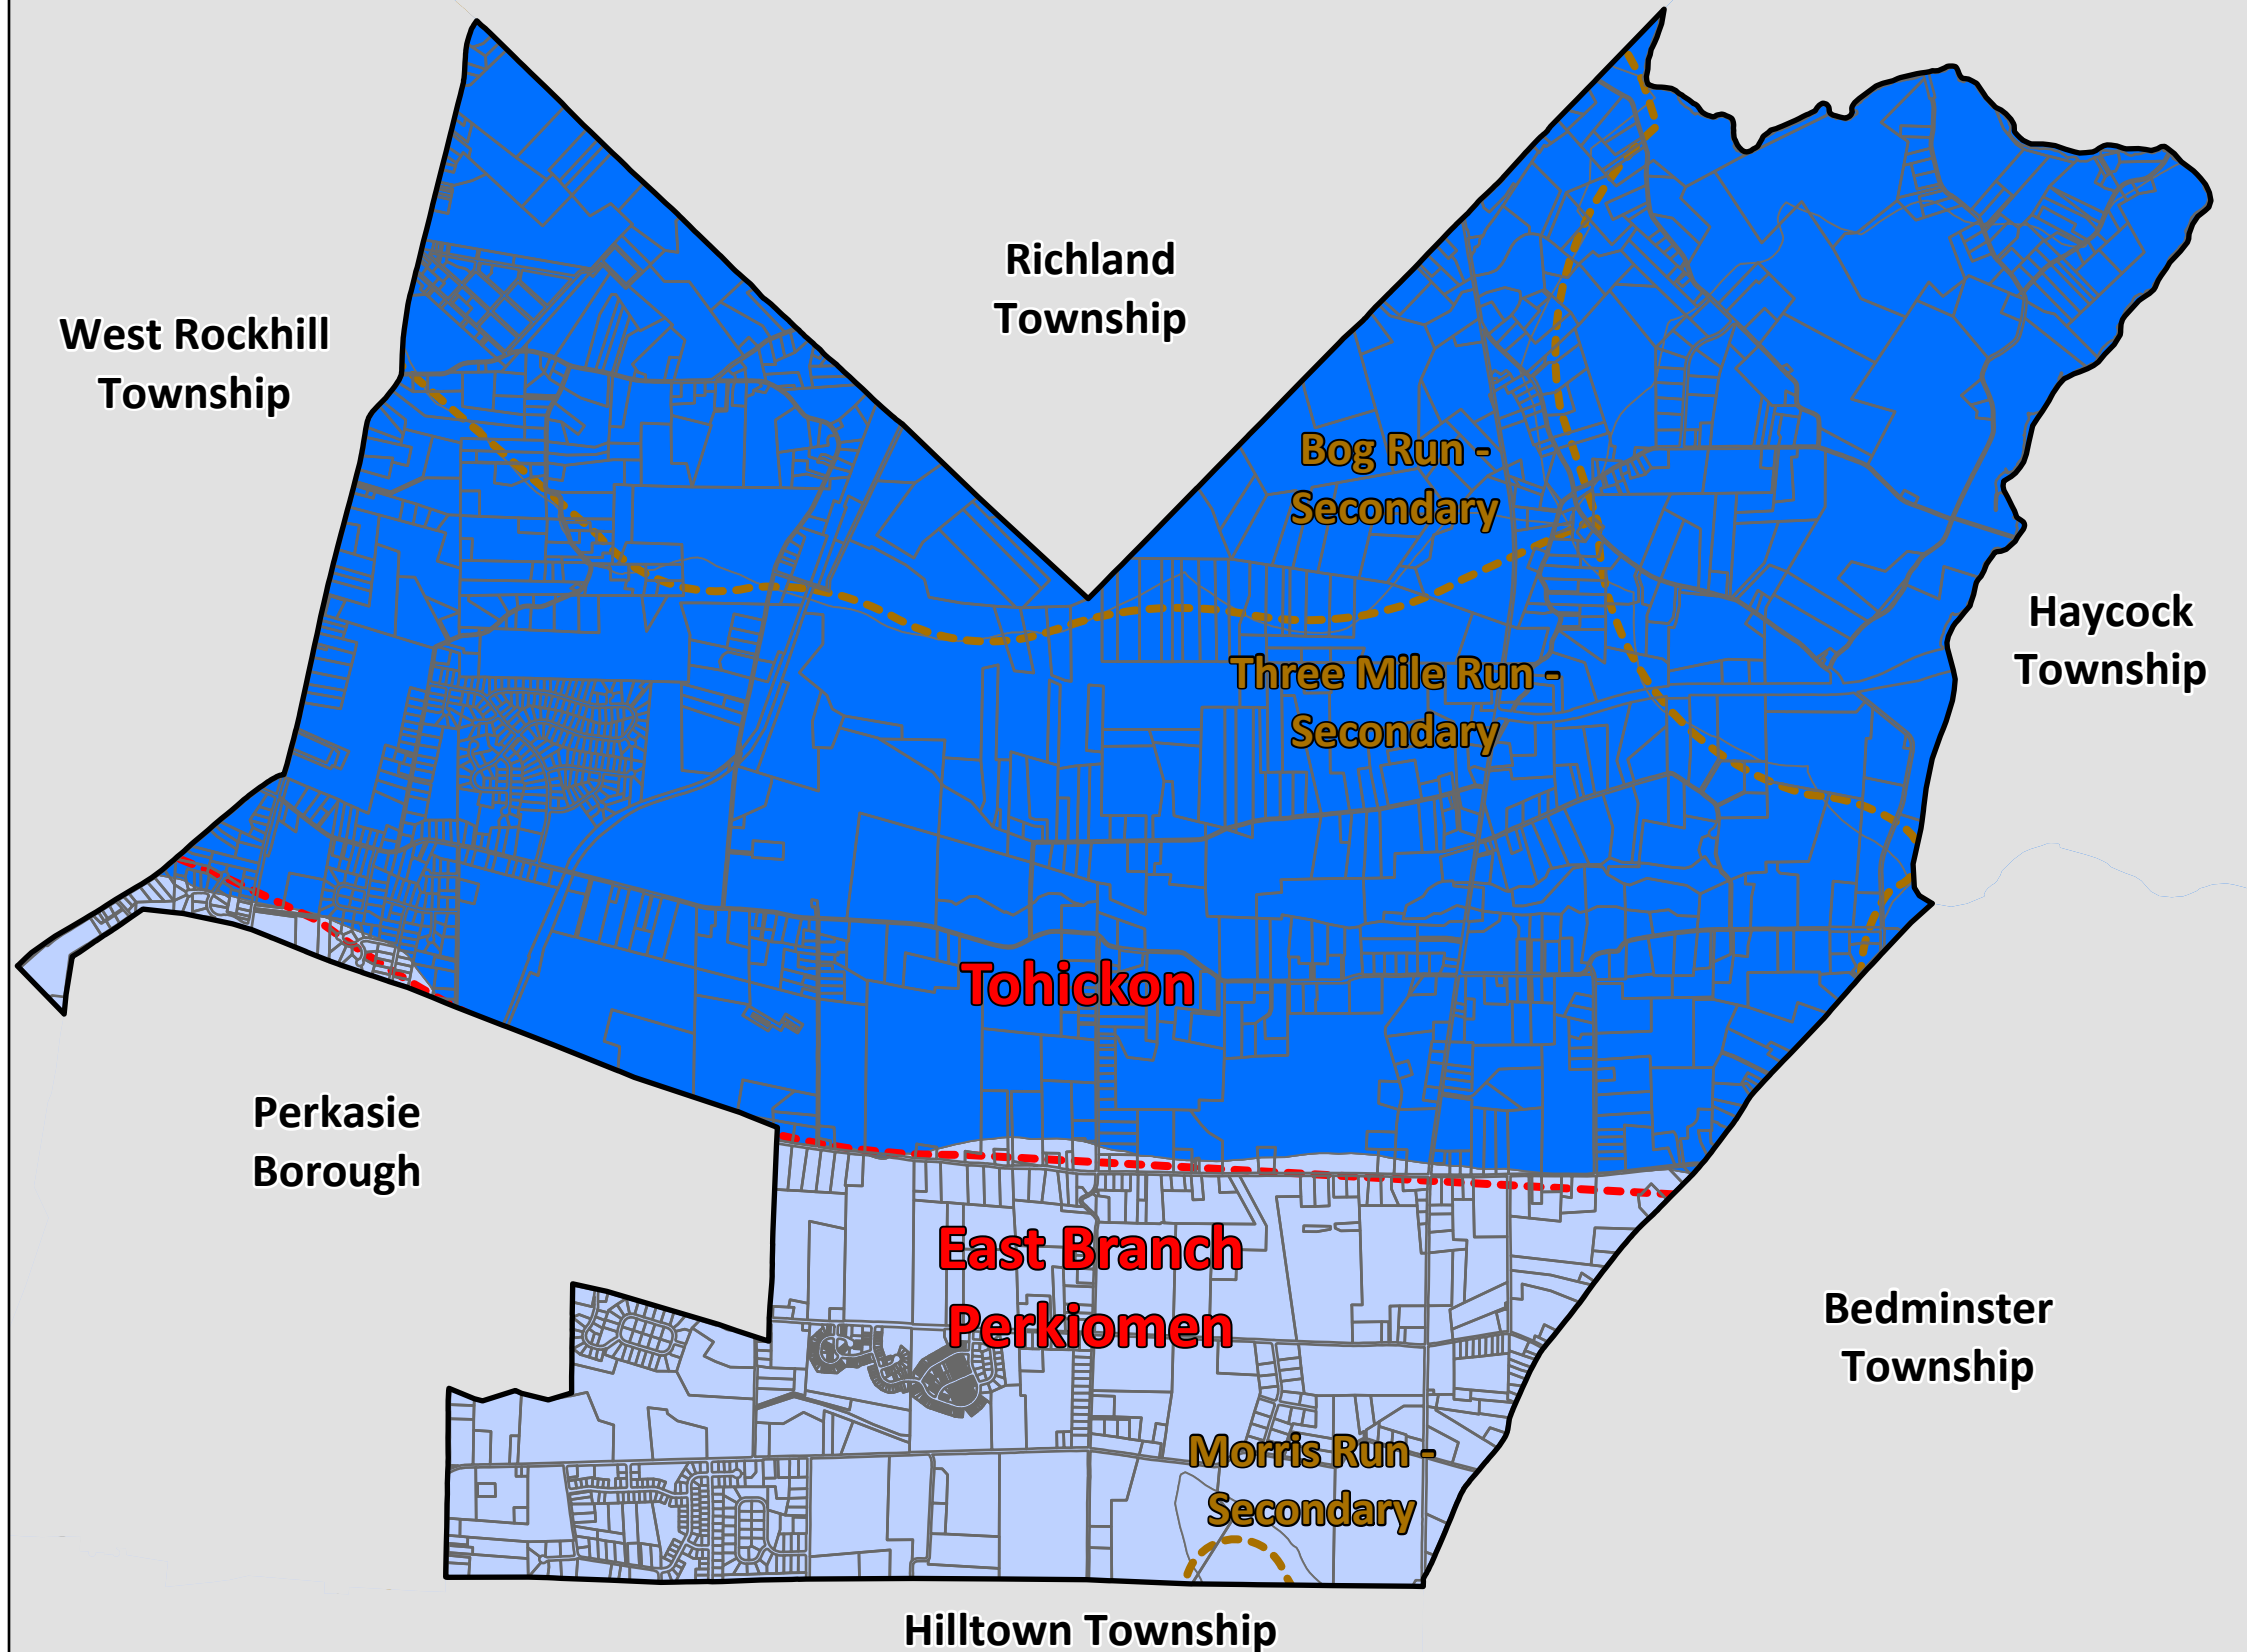 Richland
Township
West Rockhill
Township
Bog Run -
Secondary
Haycock
Township
Three Mile Run -
Secondary
Tohickon
Perkasie
Borough
East Branch
Perkiomen
Bedminster
Township
Morris Run -
Secondary
Hilltown Township